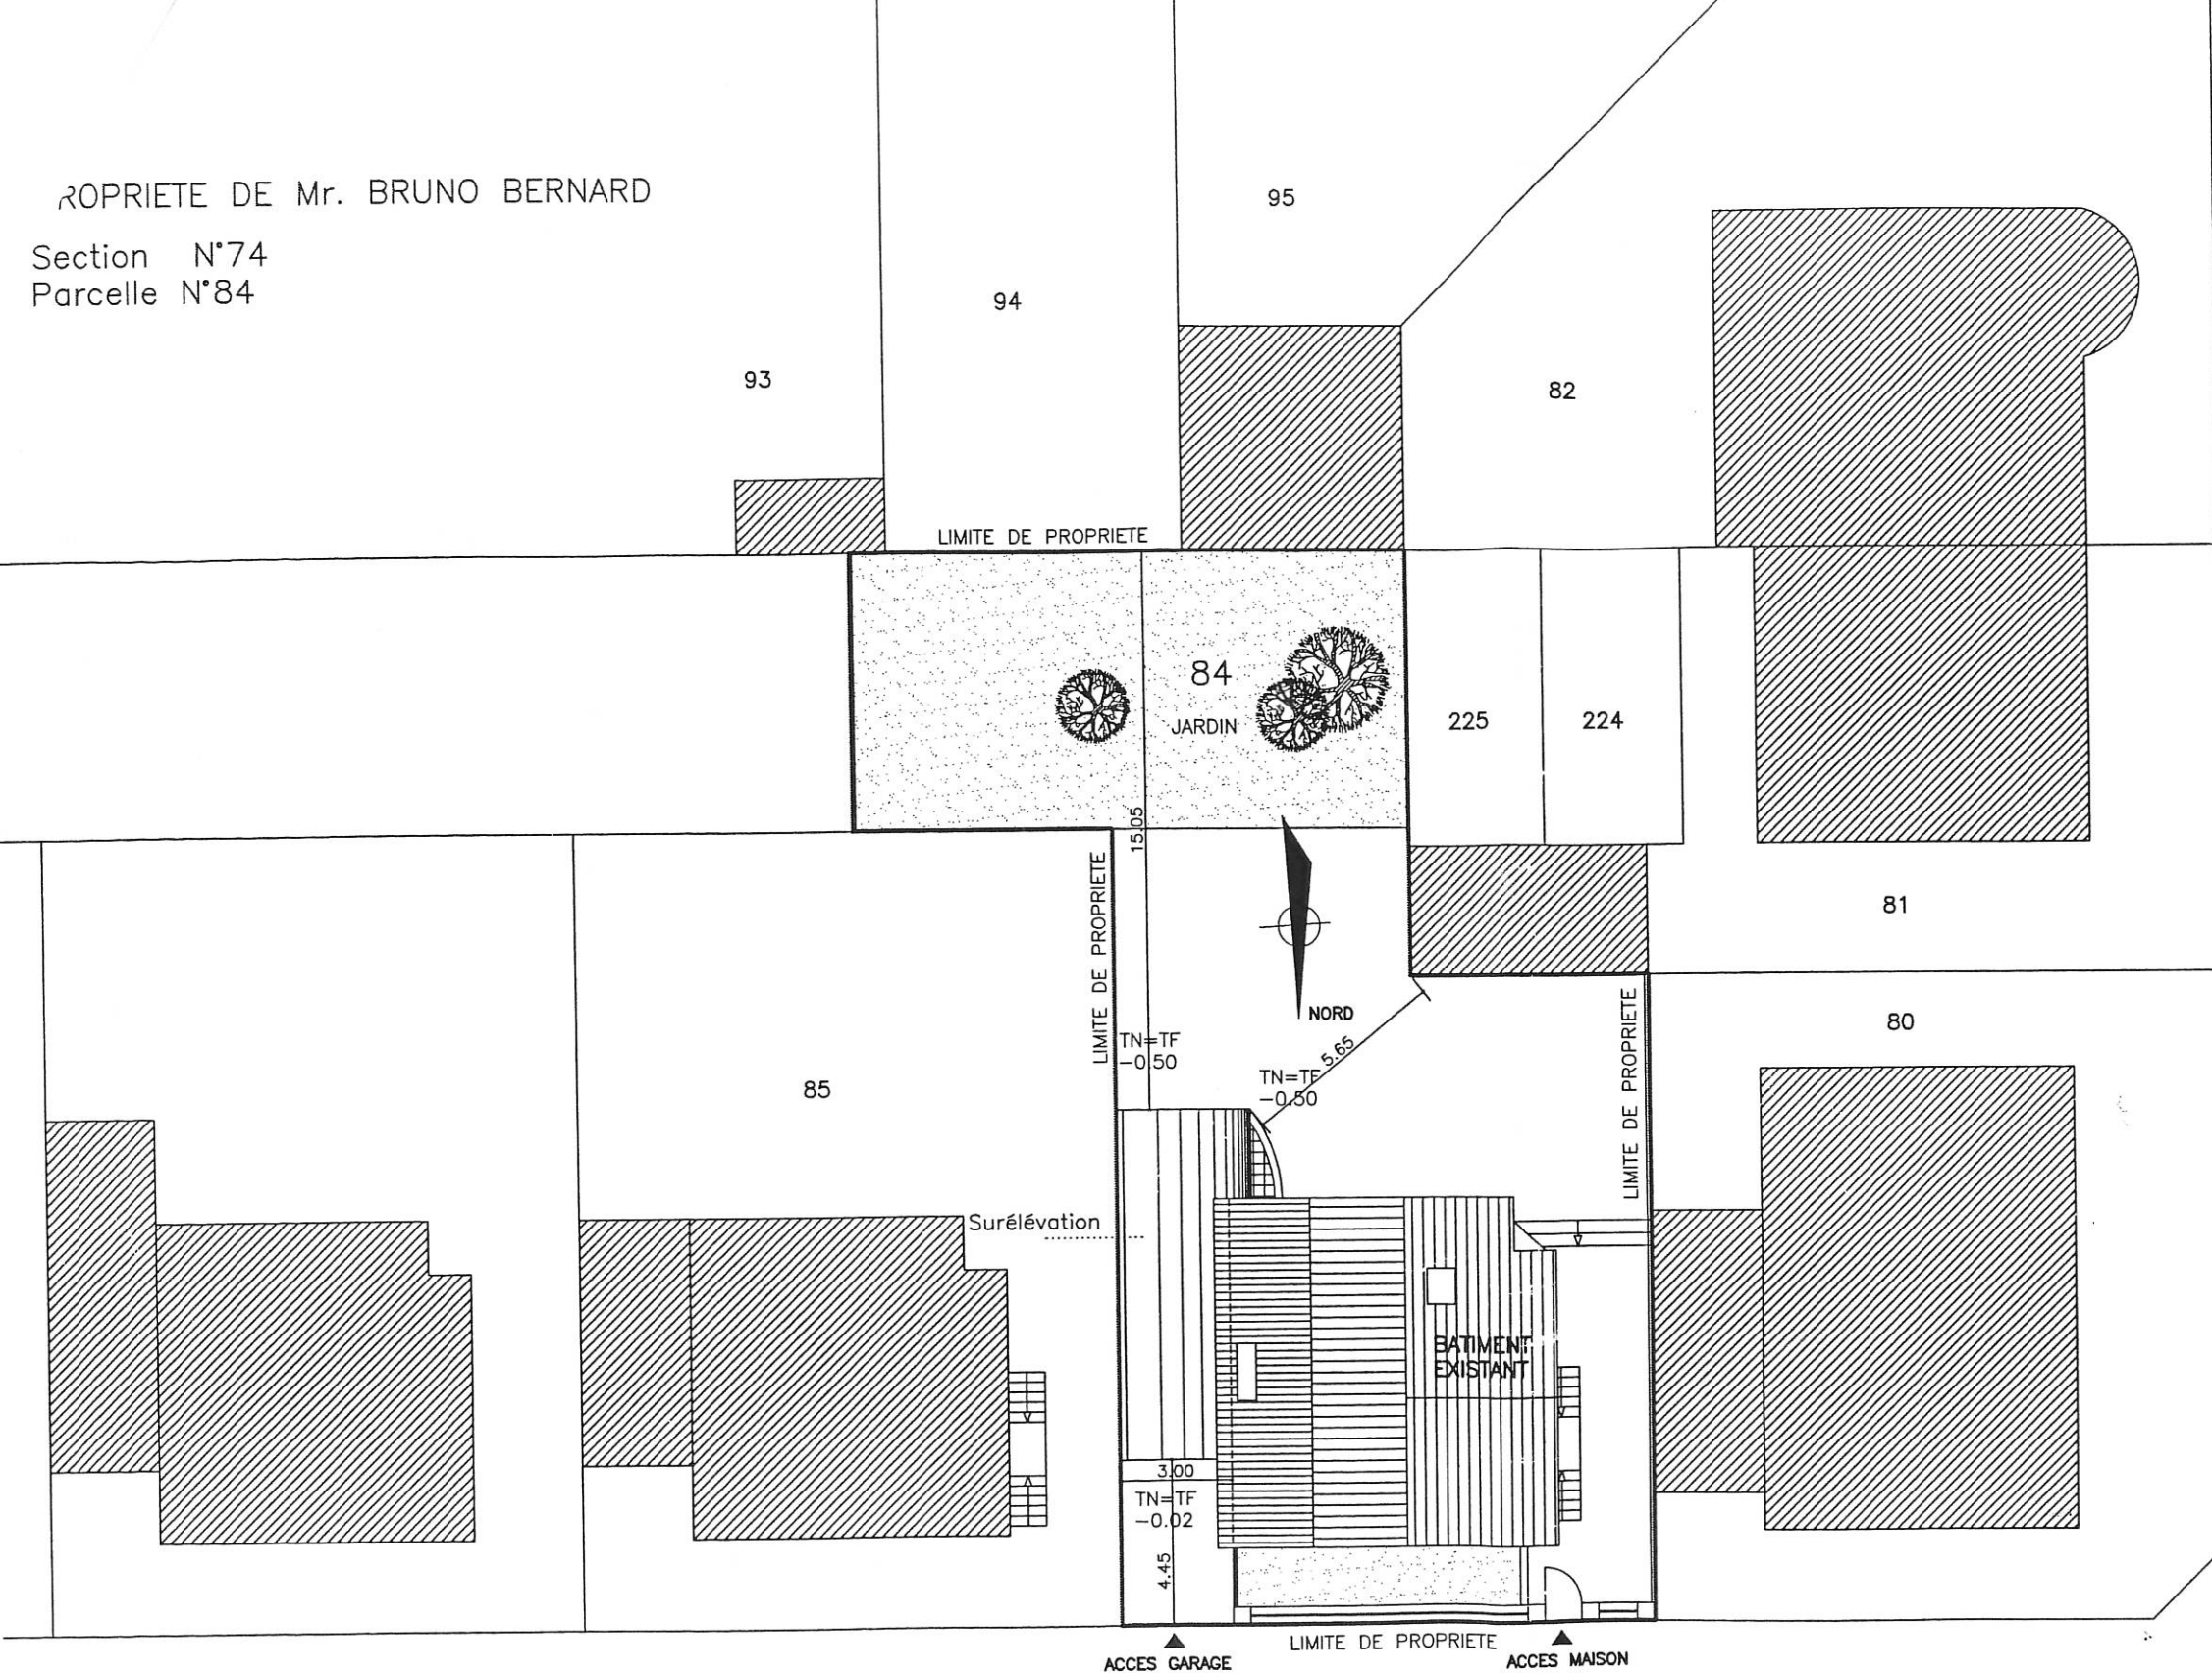 ROPRIETE DE Mr. BRUNO BERNARD
Section N°74
Parcelle N°84
95
94
93
82
LIMITE DE PROPRIETE
84
JARDIN
225
224
15.05
LIMITE DE PROPRIETE
81
NORD
LIMITE DE PROPRIETE
80
TN=TF
-0.50
5.65
TN=TF
-0.50
85
Surélévation
BATIMENT
EXISTANT
3.00
TN=TF
-0.02
4.45
LIMITE DE PROPRIETE
ACCES GARAGE
ACCES MAISON